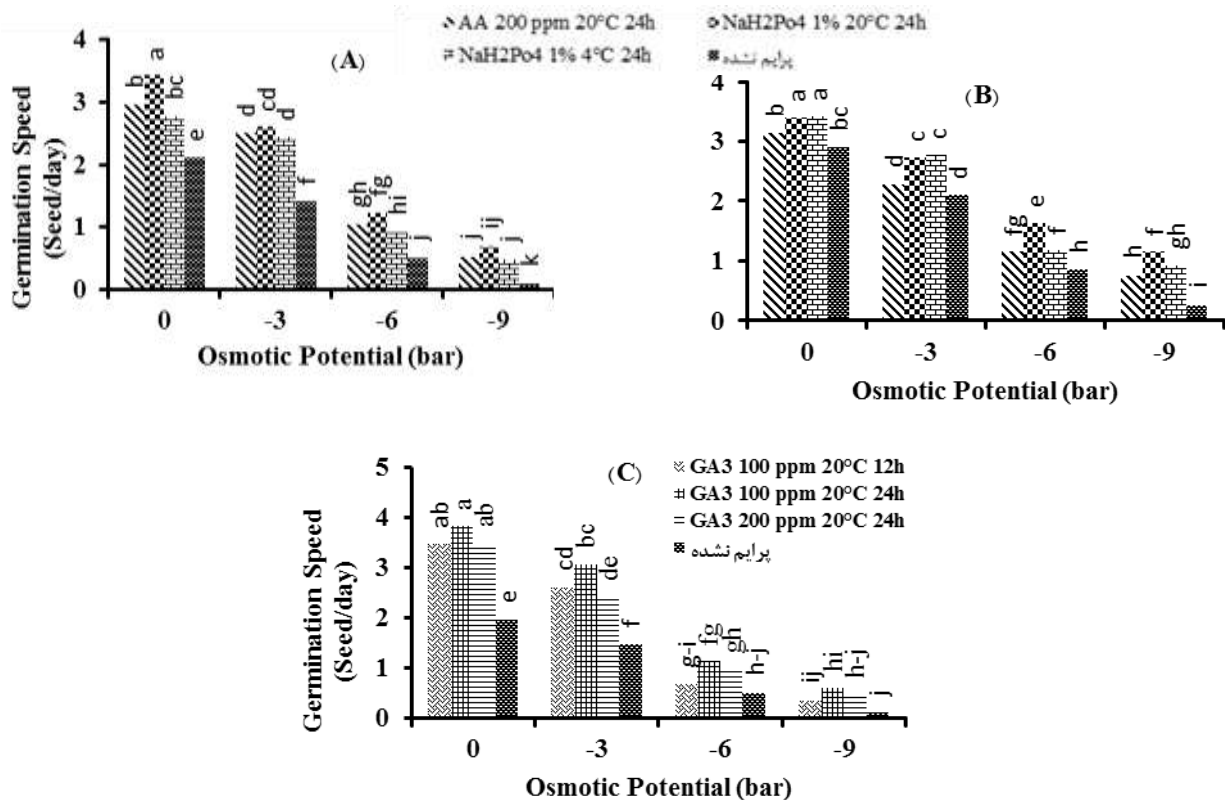 AA 200 ppm 20°C 24h
NaH2Po4 1% 20°C 24h
NaH2Po4 1% 4°C 24h
پرایم نشده
(A)
Germination Speed
(Seed/day)
4
3
2
1
0
b a bc e
d cd d f
gh fg hi j
j ij j k
0 -3 -6 -9
Osmotic Potential (bar)
(B)
4
3
2
1
0
b a a bc
d c c d
fg e f h
h f gh i
0 -3 -6 -9
Osmotic Potential (bar)
(C)
GA3 100 ppm 20°C 12h
GA3 100 ppm 20°C 24h
GA3 200 ppm 20°C 24h
پرایم نشده
Germination Speed
(Seed/day)
5
4
3
2
1
0
ab a ab e
cd bc de f
g-i fg gh h-j
ij hi h-j j
0 -3 -6 -9
Osmotic Potential (bar)